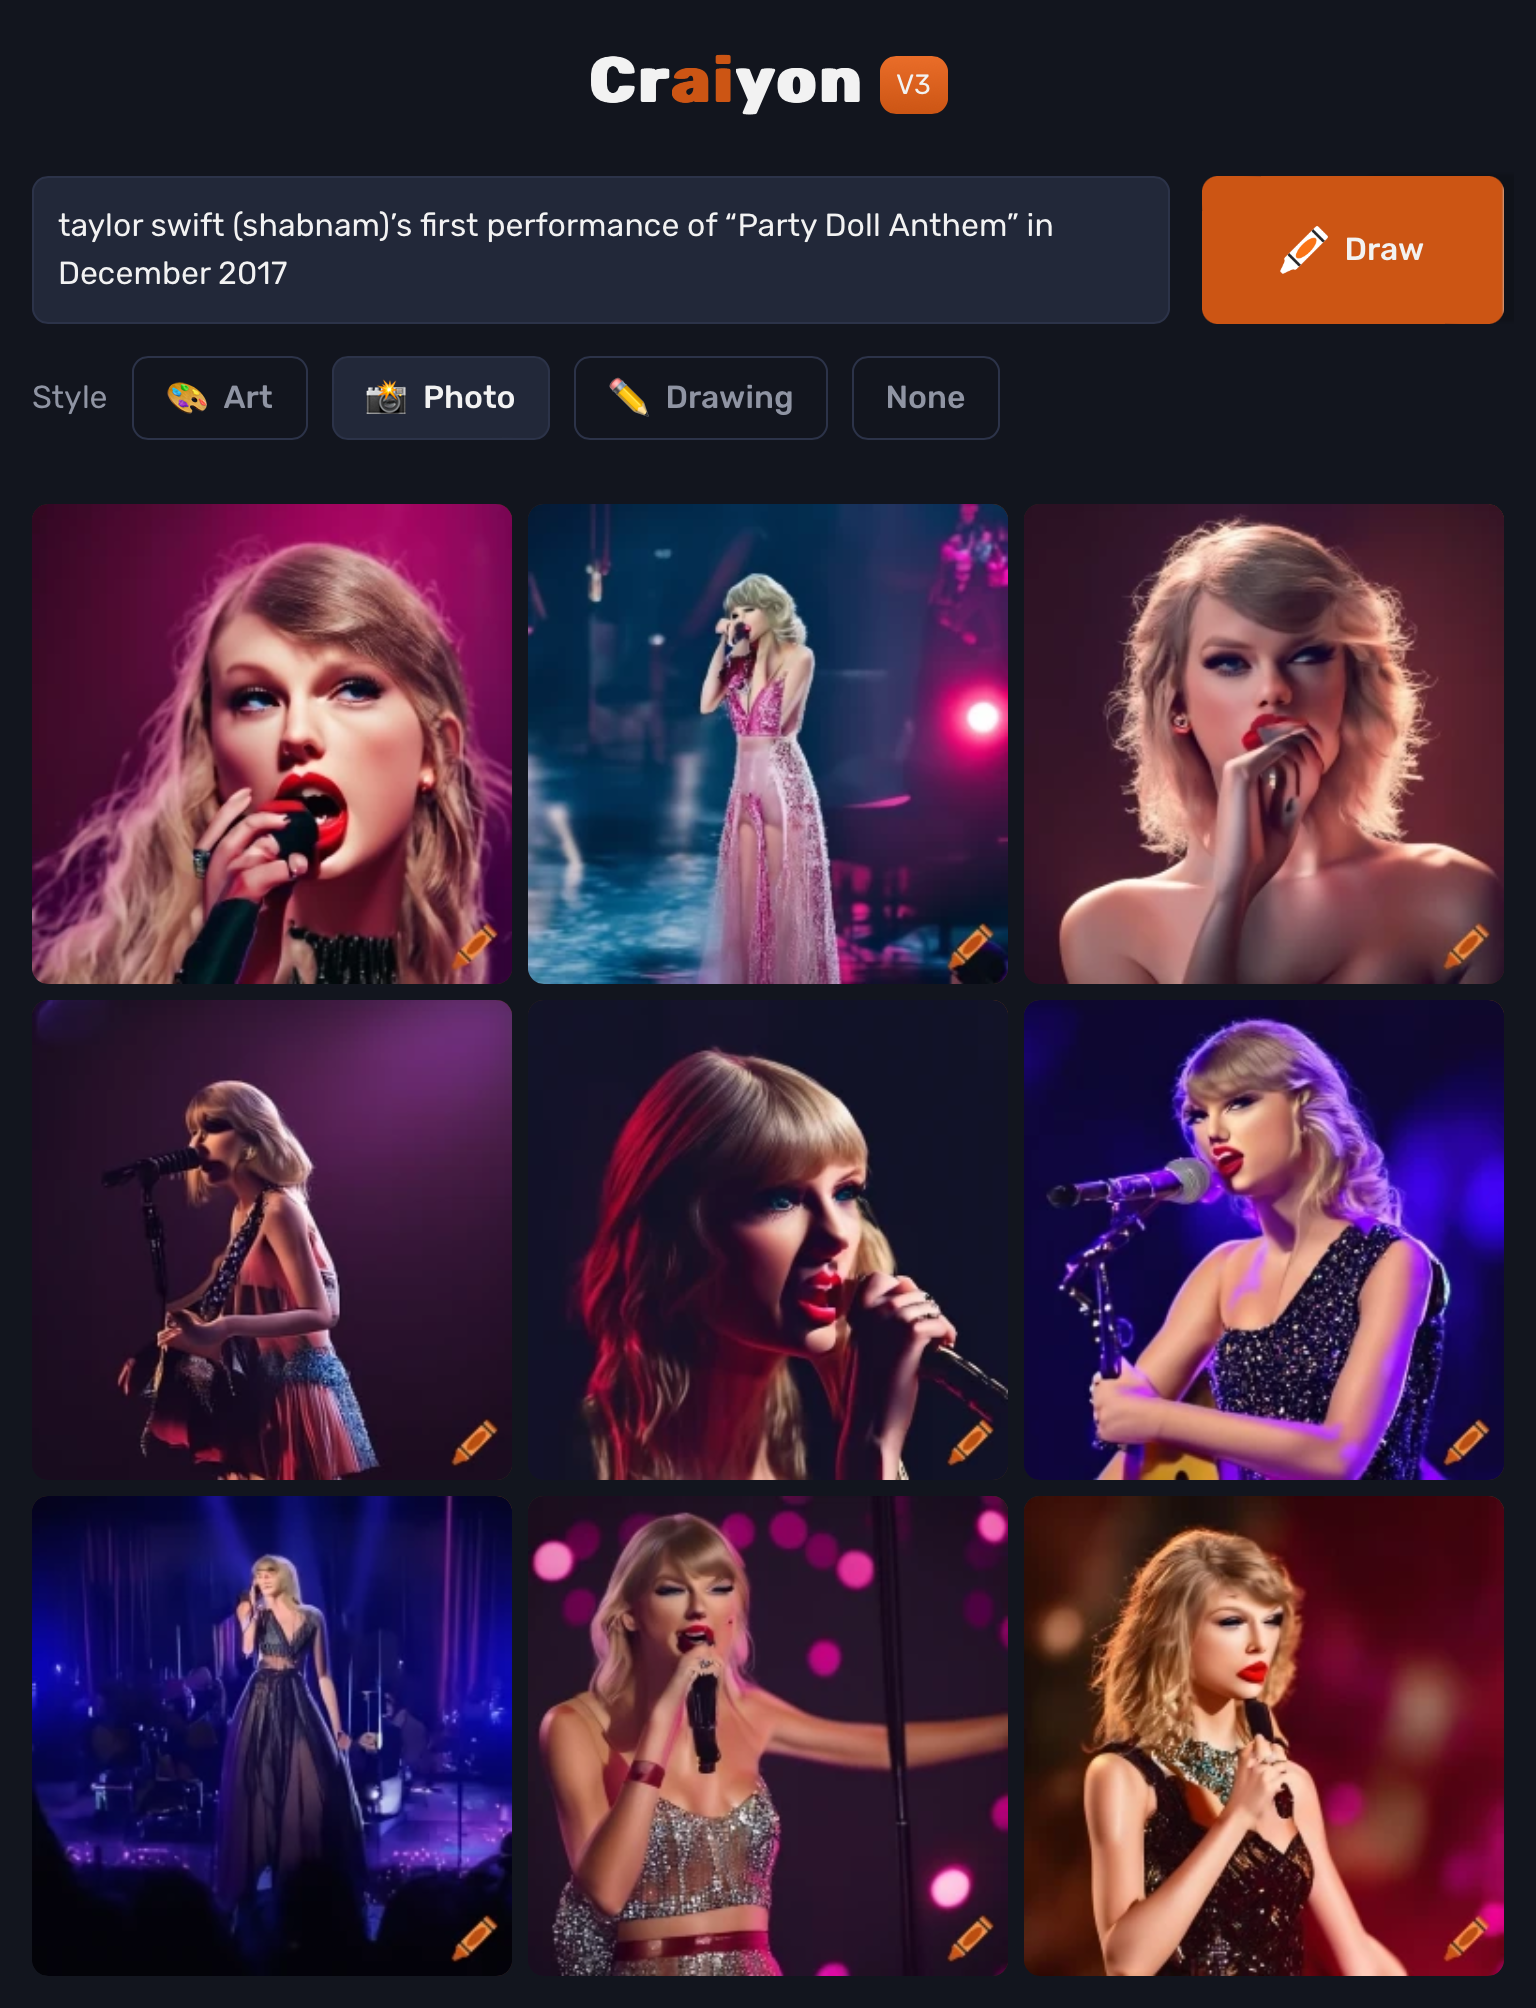 Craiyon V3
taylor swift (shabnam)’s first performance of “Party Doll Anthem” in
December 2017
Draw
Style Art Photo Drawing None